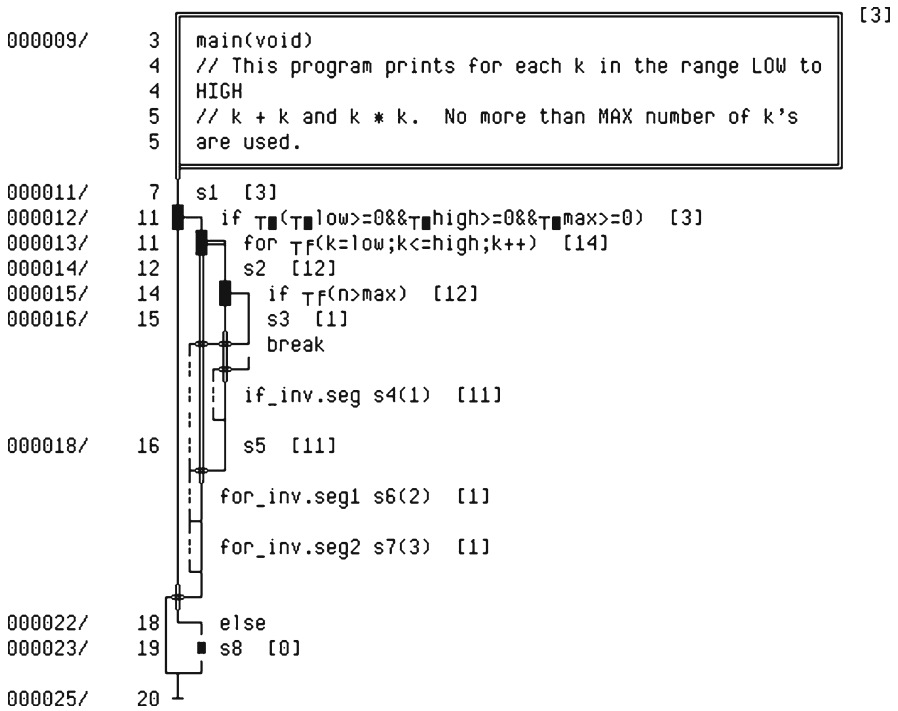 [3]
000009/ 3 main(void)
4 // This program prints for each k in the range LOW to
4 HIGH
5 // k + k and k * k. No more than MAX number of k's
5 are used.
000011/ 7 s1 [3]
000012/ 11 if T■(T■low>=0&&T■high>=0&&T■max>=0) [3]
000013/ 11 for TF(k=low;k<=high;k++) [14]
000014/ 12 s2 [12]
000015/ 14 if TF(n>max) [12]
000016/ 15 s3 [1]
break
if_inv.seg s4(1) [11]
000018/ 16 s5 [11]
for_inv.seg1 s6(2) [1]
for_inv.seg2 s7(3) [1]
000022/ 18 else
000023/ 19 ■ s8 [0]
000025/ 20